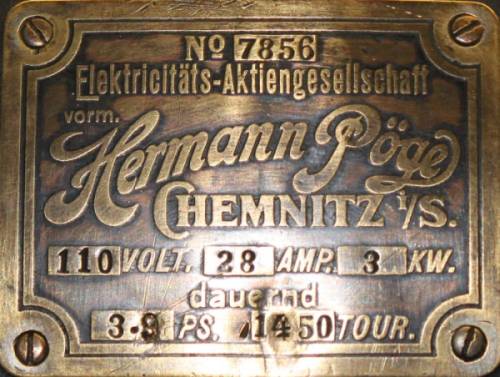 No 7856
Elektricitäts-Aktiengesellschaft
vorm.
Hermann Pöge
CHEMNITZ i/S.
110 VOLT. 28 AMP. 3 KW.
dauernd
PS. 1450 TOUR.